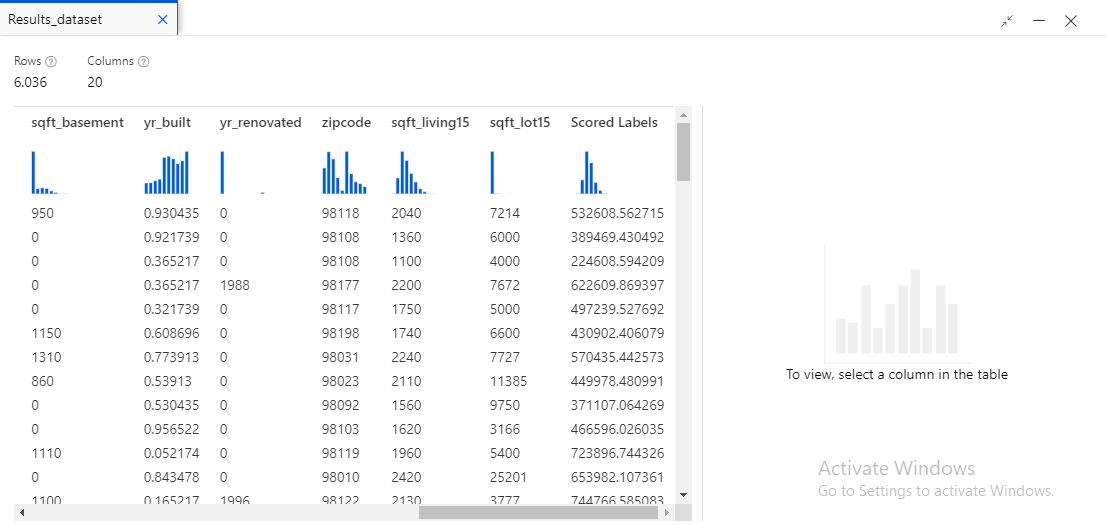 Results_dataset
Rows Columns
6.036 20
sqft_basement yr_built yr_renovated zipcode sqft_living15 sqft_lot15 Scored Labels
950 0.930435 0 98118 2040 7214 532608.562715
0 0.921739 0 98108 1360 6000 389469.430492
0 0.365217 0 98108 1100 4000 224608.594209
0 0.365217 1988 98177 2200 7672 622609.869397
0 0.321739 0 98117 1750 5000 497239.527692
1150 0.608696 0 98198 1740 6600 430902.406079
1310 0.773913 0 98031 2240 7727 570435.442573
860 0.53913 0 98023 2110 11385 449978.480991
0 0.530435 0 98092 1560 9750 371107.064269
0 0.956522 0 98103 1620 3166 466596.026035
1110 0.052174 0 98119 1960 5400 723896.744326
0 0.843478 0 98010 2420 25201 653982.107361
1100 0.165217 1996 98122 2130 3777 744766.585083
To view, select a column in the table
Activate Windows
Go to Settings to activate Windows.